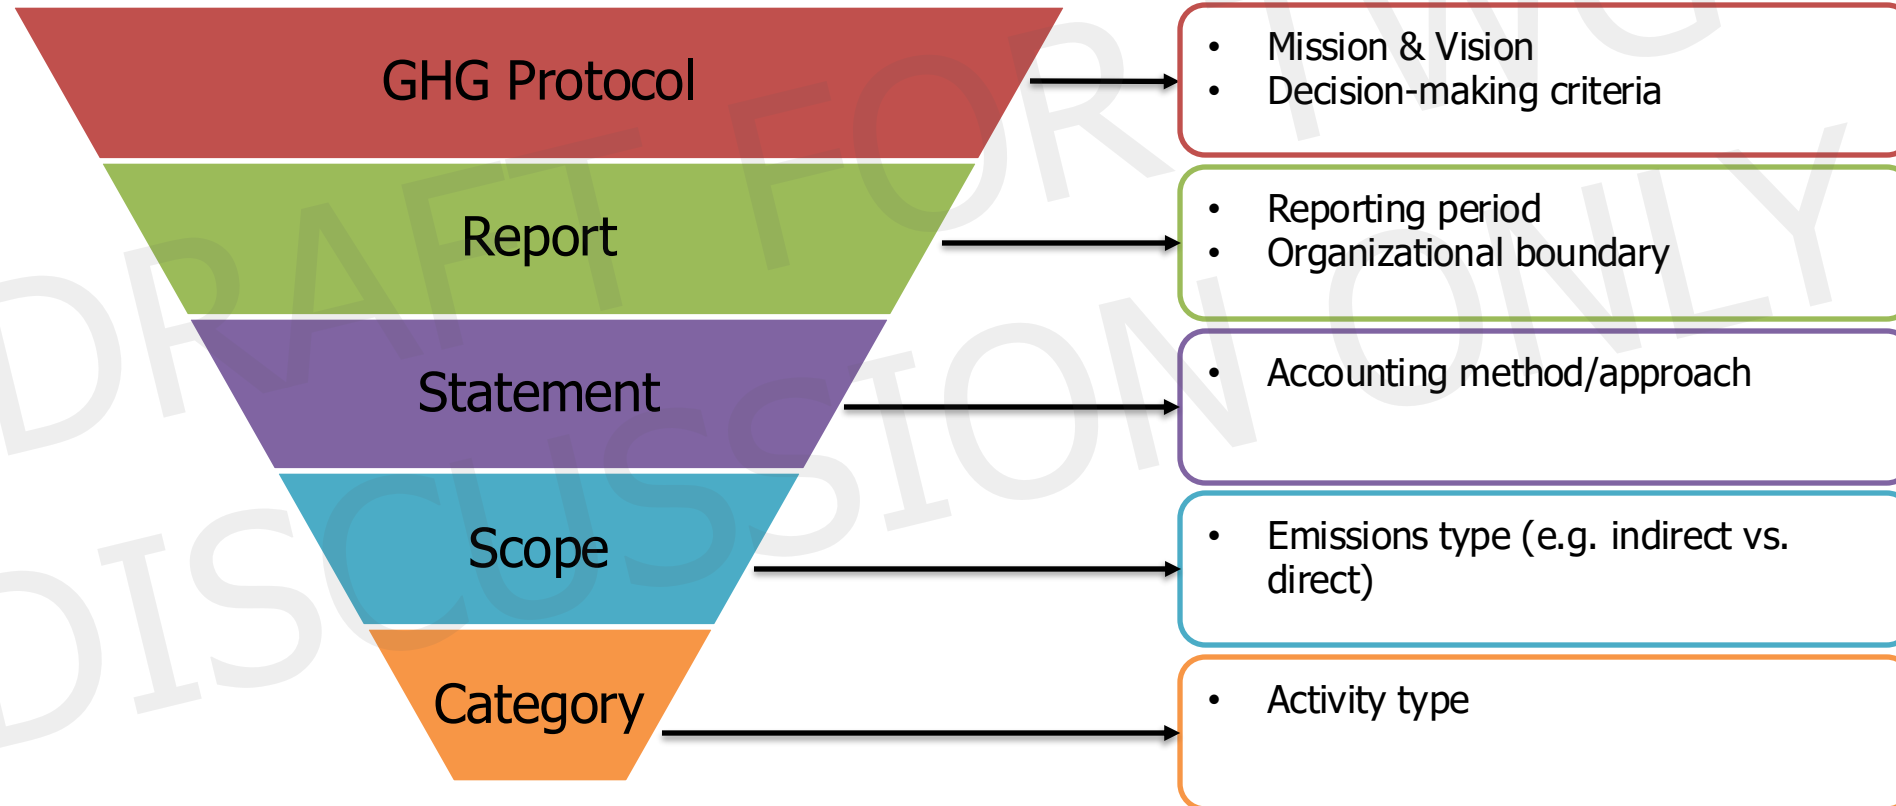 GHG Protocol
• Mission & Vision
• Decision-making criteria
Report
• Reporting period
• Organizational boundary
Statement
• Accounting method/approach
Scope
• Emissions type (e.g. indirect vs.
direct)
Category
• Activity type
DRAFT FOR TWG
DISCUSSION ONLY